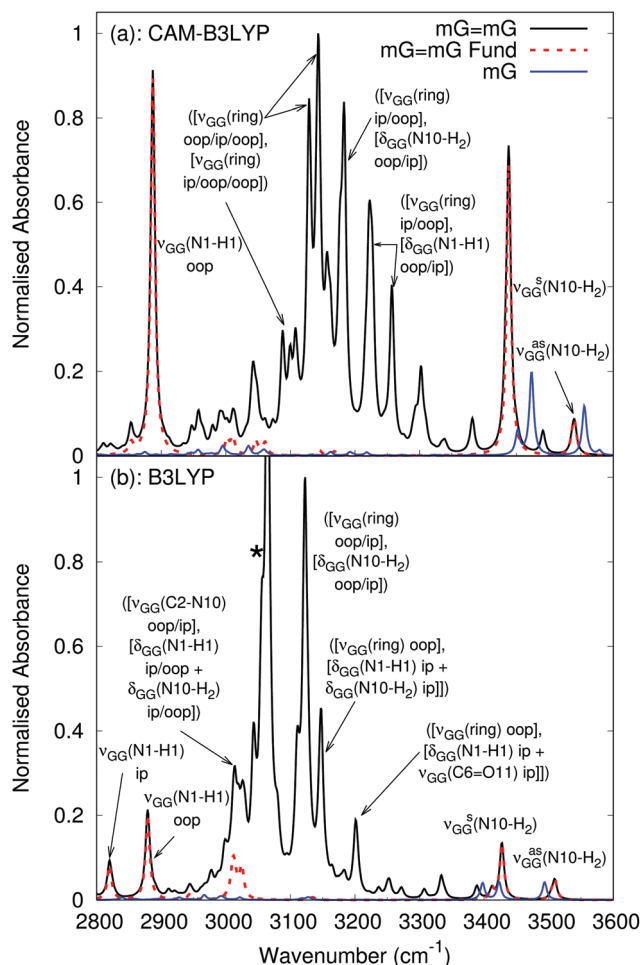 (a): CAM-B3LYP
mG=mG
mG=mG Fund
mG
([νGG(ring)
oop/ip/oop],
[νGG(ring)
ip/oop/oop])
([νGG(ring)
ip/oop],
[δGG(N10-H2)
oop/ip])
([νGG(ring)
ip/oop],
[δGG(N1-H1)
oop/ip])
νGG(N1-H1)
oop
νGGs(N10-H2)
νGGas(N10-H2)
Normalised Absorbance
1
0.8
0.6
0.4
0.2
0
(b): B3LYP
*
([νGG(ring)
oop/ip],
[δGG(N10-H2)
oop/ip])
([νGG(C2-N10)
oop/ip],
[δGG(N1-H1)
ip/oop +
δGG(N10-H2)
ip/oop])
([νGG(ring) oop],
[δGG(N1-H1) ip +
δGG(N10-H2) ip]])
([νGG(ring) oop],
[δGG(N1-H1) ip +
νGG(C6=O11) ip]])
νGG(N1-H1)
ip
νGG(N1-H1)
oop
νGGs(N10-H2)
νGGas(N10-H2)
Normalised Absorbance
1
0.8
0.6
0.4
0.2
0
2800 2900 3000 3100 3200 3300 3400 3500 3600
Wavenumber (cm-1)